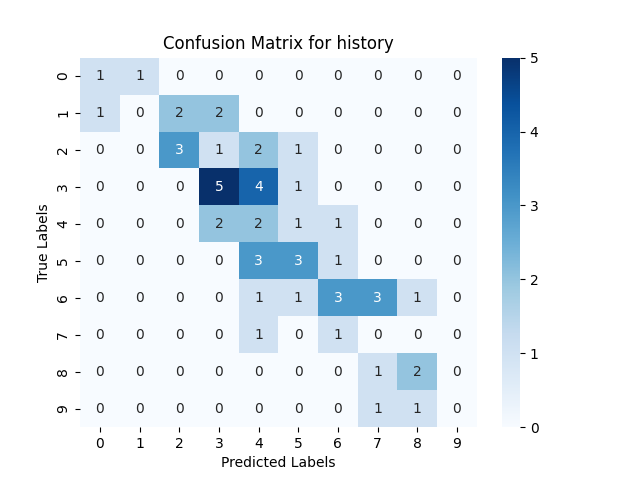 Confusion Matrix for history
0 1 1 0 0 0 0 0 0 0 0
1 1 0 2 2 0 0 0 0 0 0
2 0 0 3 1 2 1 0 0 0 0
3 0 0 0 5 4 1 0 0 0 0
4 0 0 0 2 2 1 1 0 0 0
5 0 0 0 0 3 3 1 0 0 0
6 0 0 0 0 1 1 3 3 1 0
7 0 0 0 0 1 0 1 0 0 0
8 0 0 0 0 0 0 0 1 2 0
9 0 0 0 0 0 0 0 1 1 0
0 1 2 3 4 5 6 7 8 9
True Labels
Predicted Labels
5
4
3
2
1
0